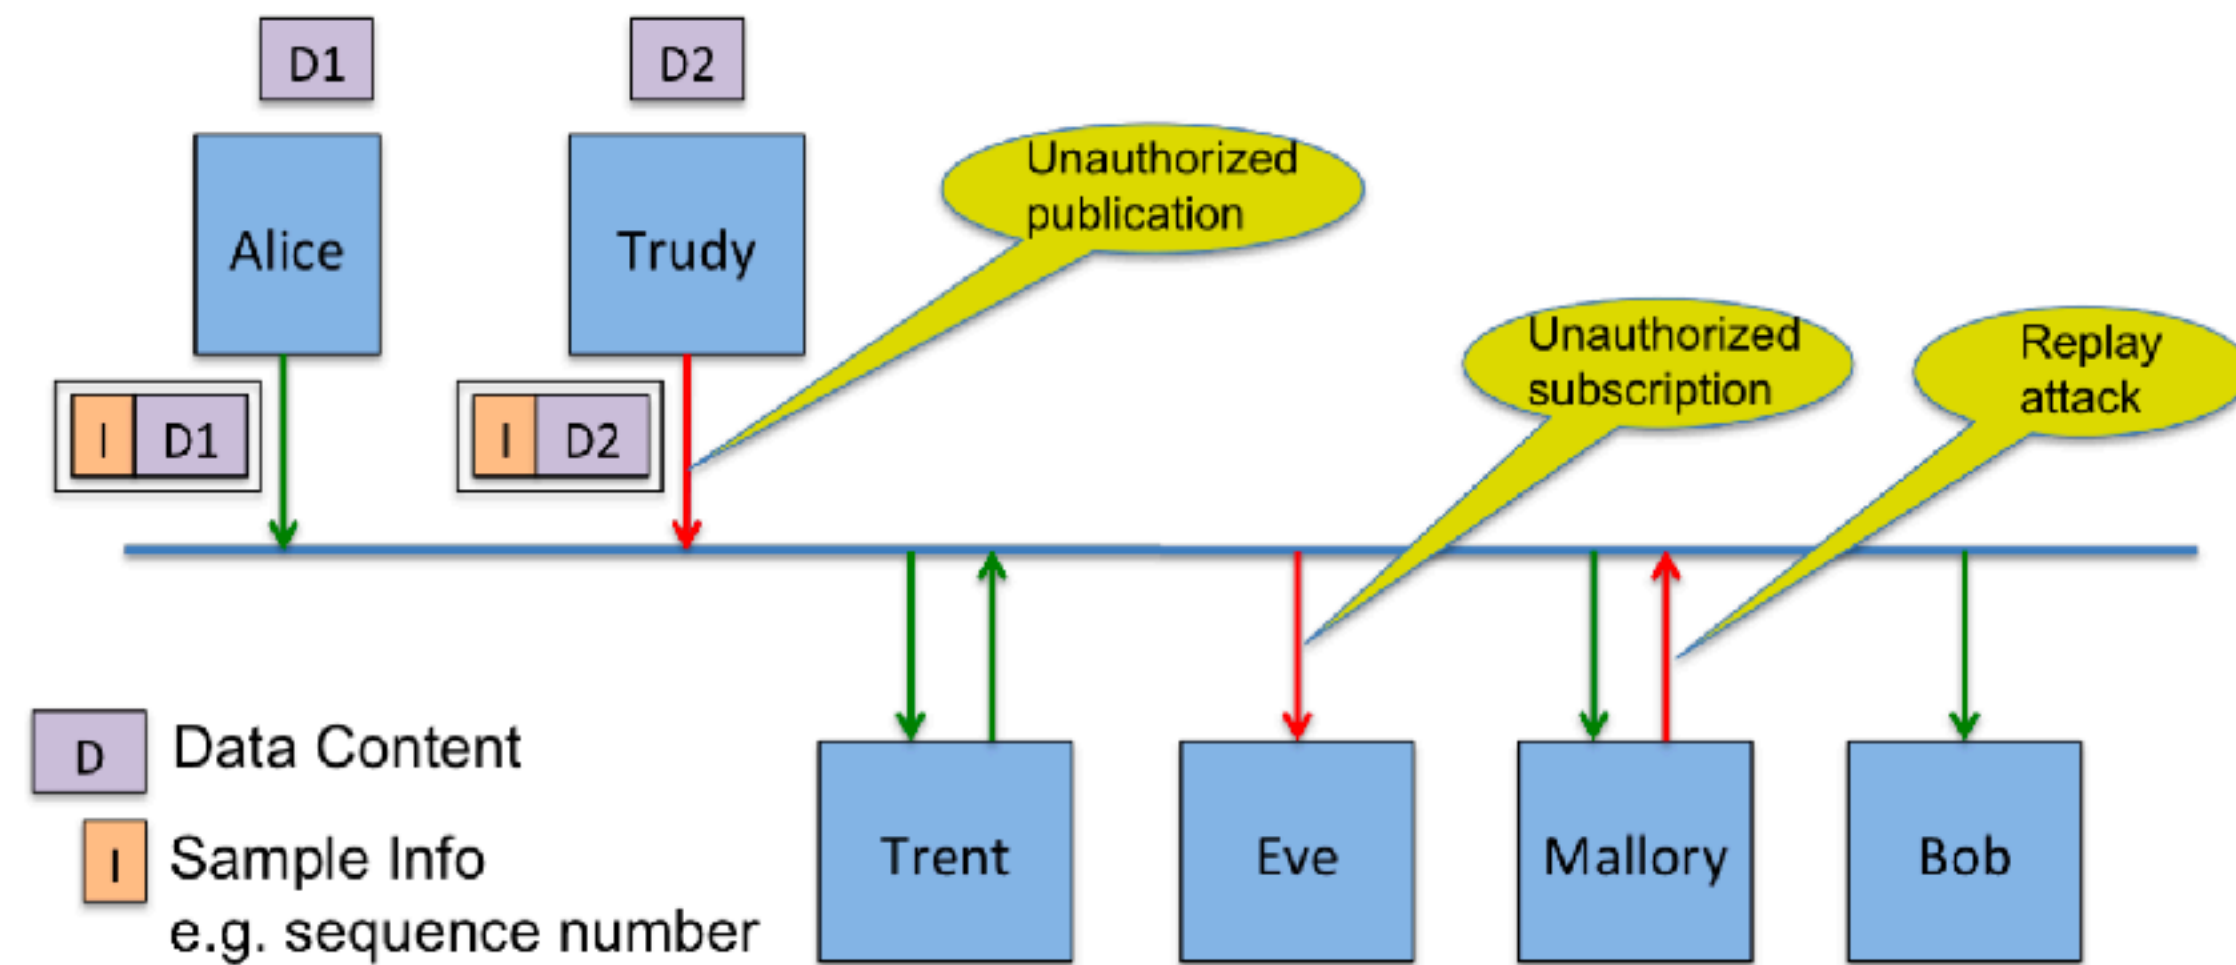 D1
D2
Alice
Trudy
Unauthorized
publication
Unauthorized
subscription
Replay
attack
I D1
I D2
D Data Content
I Sample Info
e.g. sequence number
Trent
Eve
Mallory
Bob